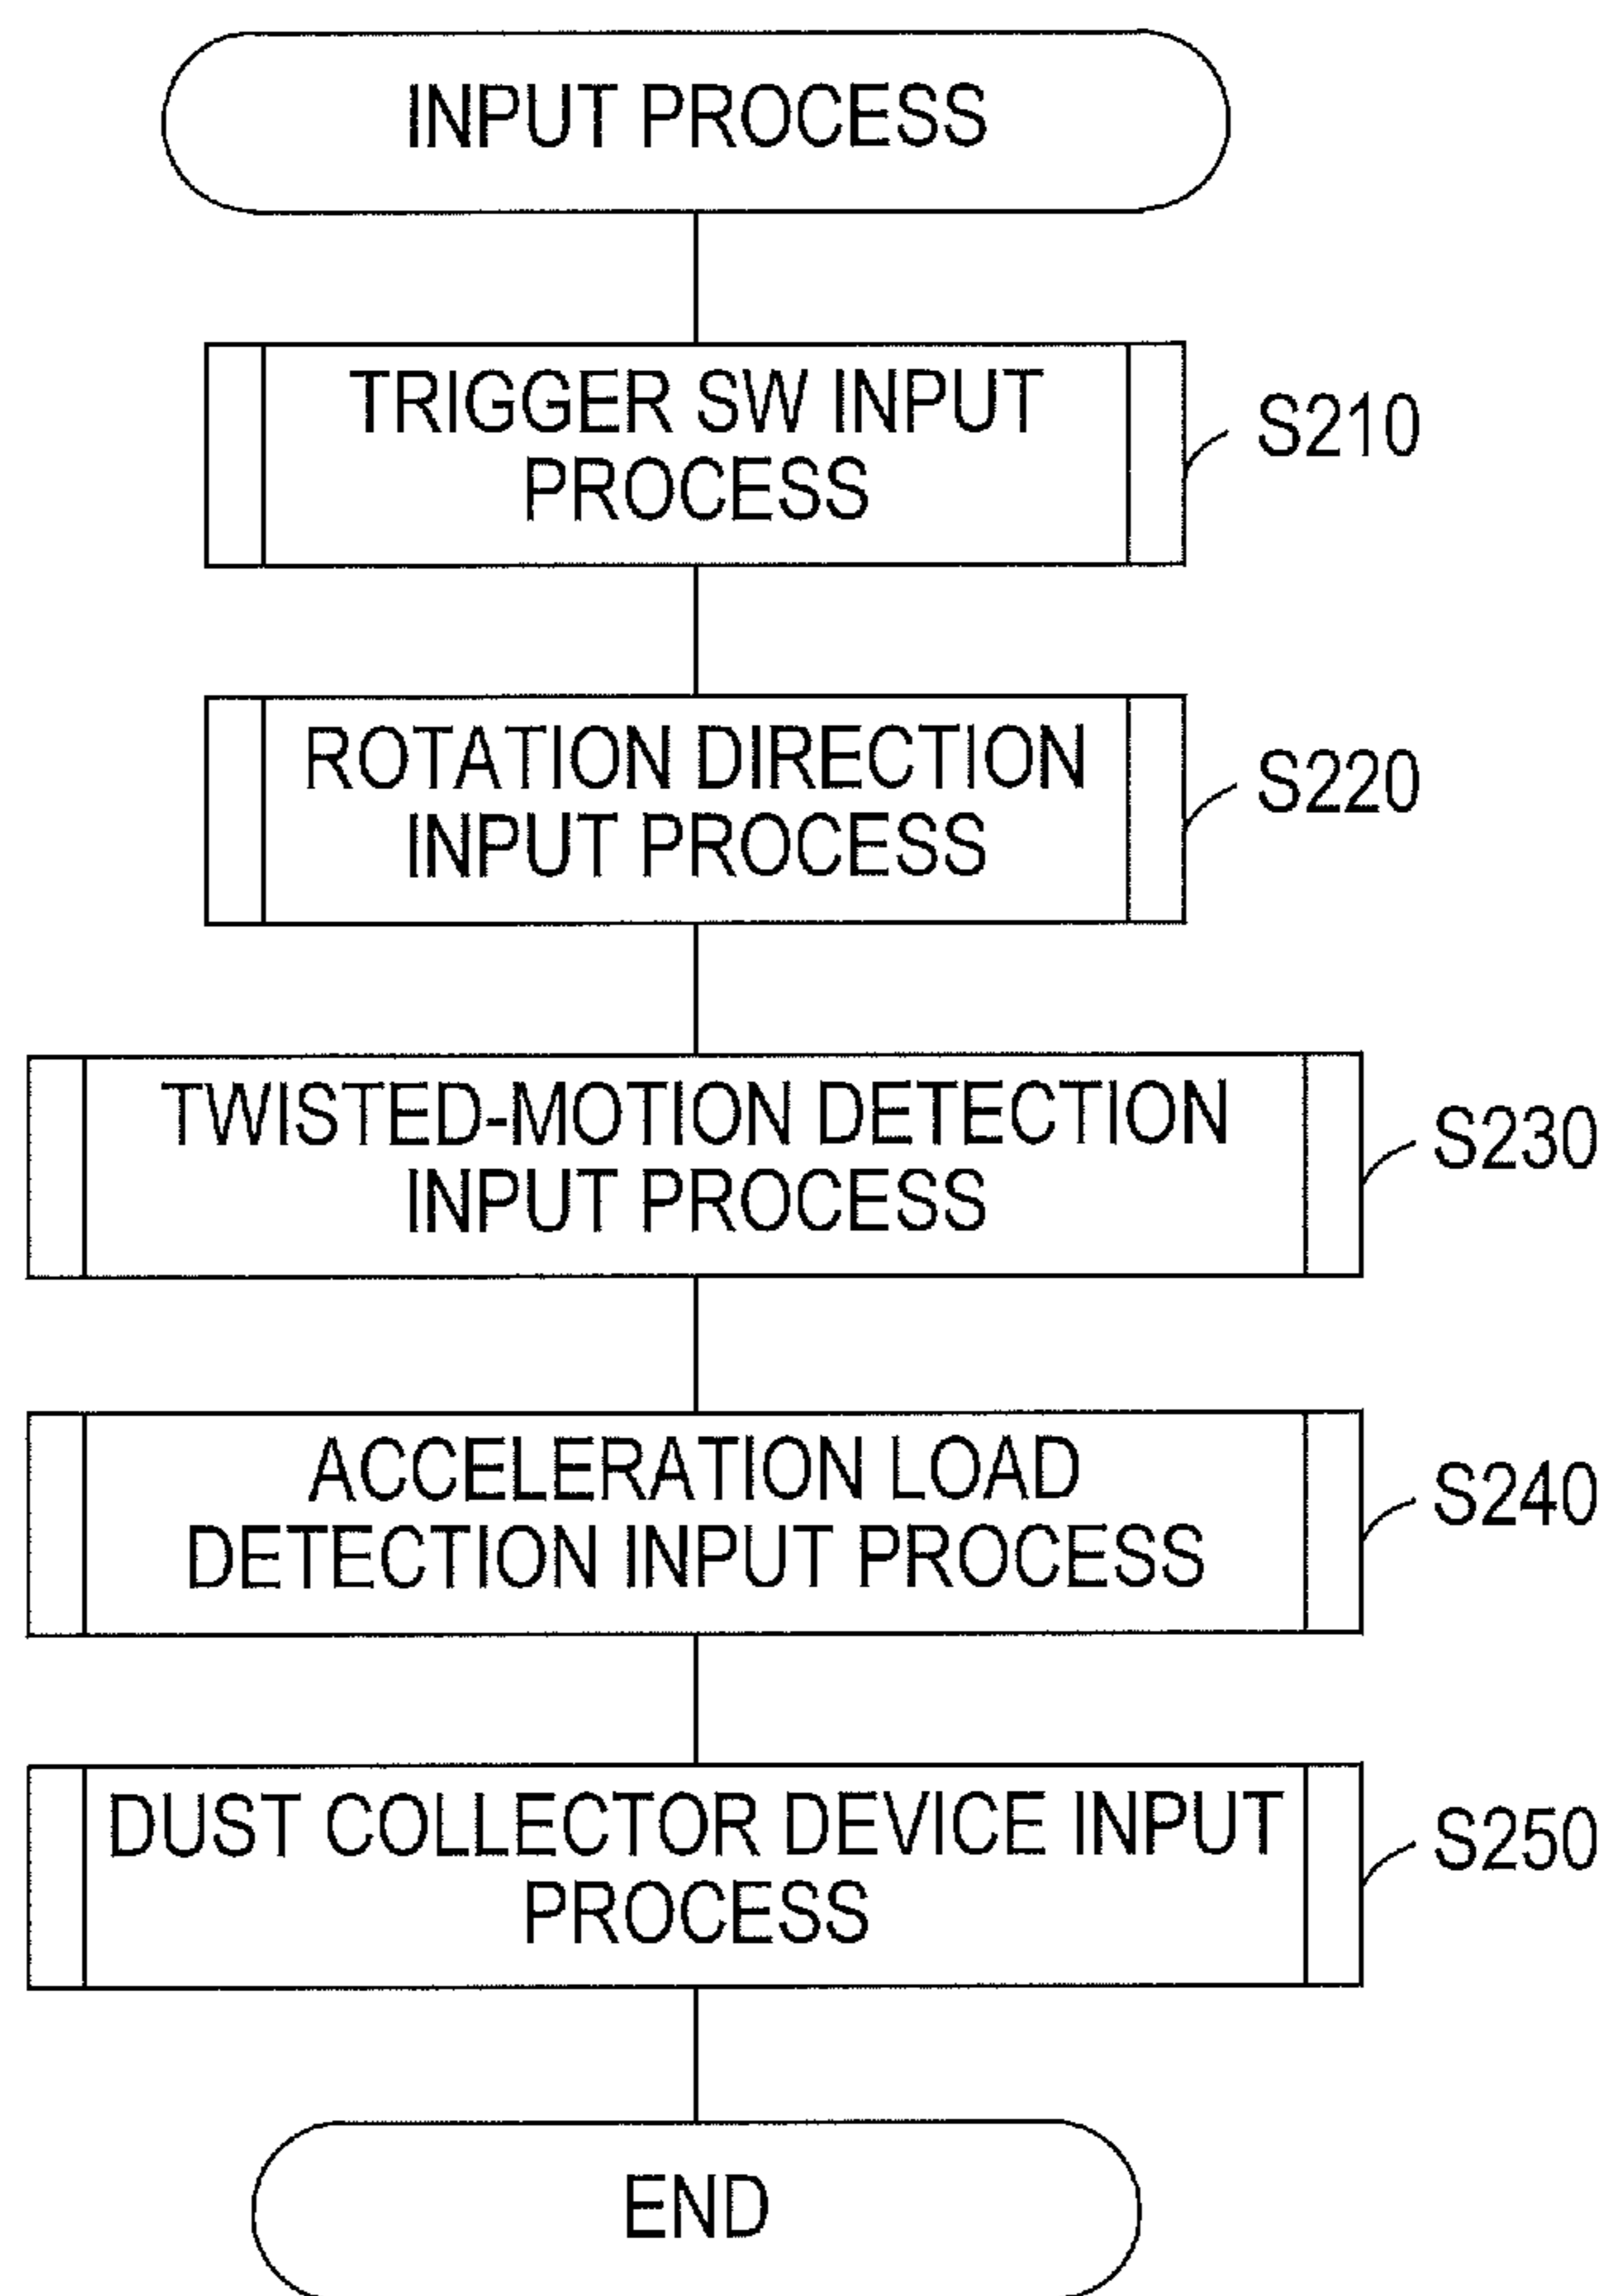 INPUT PROCESS
TRIGGER SW INPUT
PROCESS
S210
ROTATION DIRECTION
INPUT PROCESS
S220
TWISTED-MOTION DETECTION
INPUT PROCESS
S230
ACCELERATION LOAD
DETECTION INPUT PROCESS
S240
DUST COLLECTOR DEVICE INPUT
PROCESS
S250
END